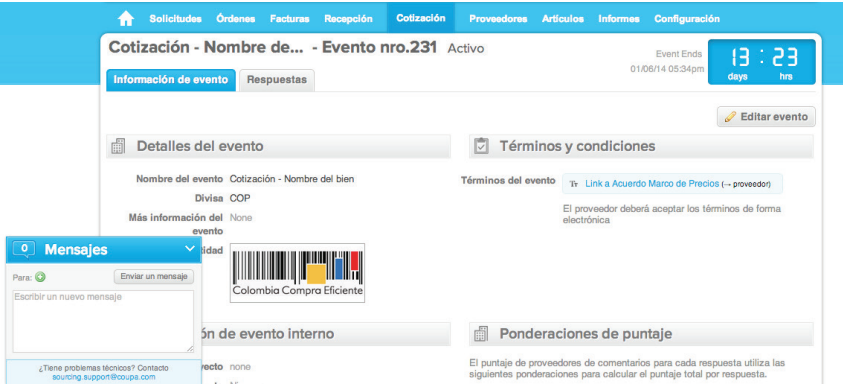 Solicitudes Órdenes Facturas Recepción Cotización Proveedores Artículos Informes Configuración
Cotización - Nombre de... - Evento nro.231 Activo
Event Ends
01/06/14 05:34pm
13 : 23
days hrs
Información de evento Respuestas
Editar evento
Detalles del evento
Nombre del evento Cotización - Nombre del bien
Divisa COP
Más información del evento None
tidad
Colombia Compra Eficiente
Términos y condiciones
Términos del evento Tr Link a Acuerdo Marco de Precios (→ proveedor)
El proveedor deberá aceptar los términos de forma
electrónica
0 Mensajes
Para: Enviar un mensaje
Escribir un nuevo mensaje
¿Tiene problemas técnicos? Contacto
sourcing.support@coupa.com
ón de evento interno
yecto none
Ponderaciones de puntaje
El puntaje de proveedores de comentarios para cada respuesta utiliza las
siguientes ponderaciones para calcular el puntaje total por respuesta.